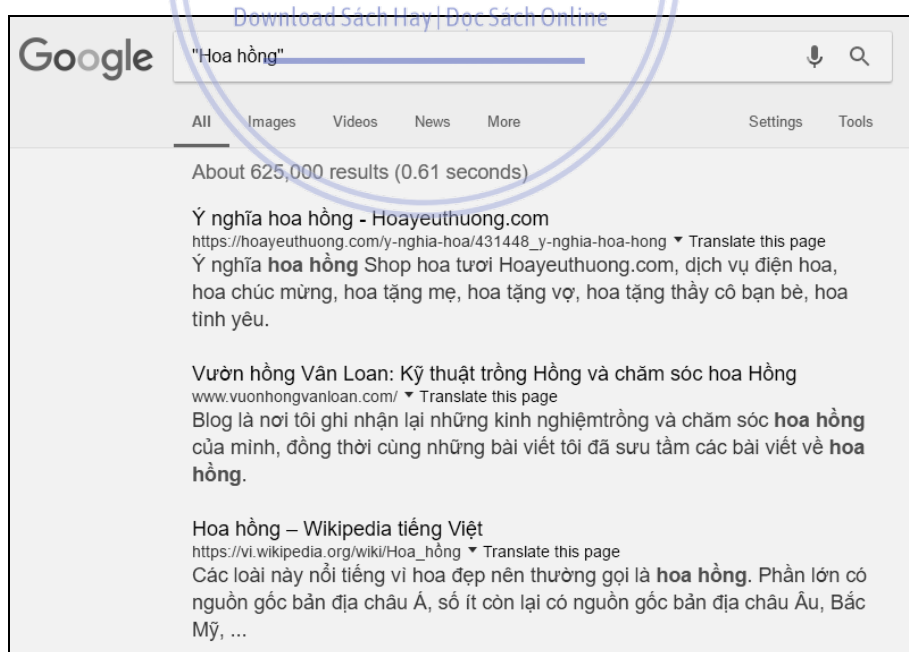 Download Sách Hay | Đọc Sách Online
Google
"Hoa hồng"
All Images Videos News More Settings Tools
About 625,000 results (0.61 seconds)
Ý nghĩa hoa hồng - Hoayeuthuong.com
https://hoayeuthuong.com/y-nghia-hoa/431448_y-nghia-hoa-hong ▼ Translate this page
Ý nghĩa hoa hồng Shop hoa tươi Hoayeuthuong.com, dịch vụ điện hoa,
hoa chúc mừng, hoa tặng mẹ, hoa tặng vợ, hoa tặng thầy cô bạn bè, hoa
tình yêu.
Vườn hồng Vân Loan: Kỹ thuật trồng Hồng và chăm sóc hoa Hồng
www.vuonhongvanloan.com/ ▼ Translate this page
Blog là nơi tôi ghi nhận lại những kinh nghiệmtrồng và chăm sóc hoa hồng
của mình, đồng thời cùng những bài viết tôi đã sưu tầm các bài viết về hoa
hồng.
Hoa hồng – Wikipedia tiếng Việt
https://vi.wikipedia.org/wiki/Hoa_hồng ▼ Translate this page
Các loài này nổi tiếng vì hoa đẹp nên thường gọi là hoa hồng. Phần lớn có
nguồn gốc bản địa châu Á, số ít còn lại có nguồn gốc bản địa châu Âu, Bắc
Mỹ, ...